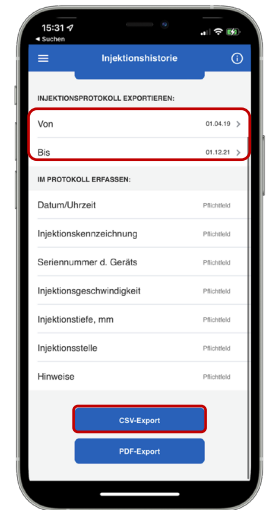 15:31
Suchen
Injektionshistorie
INJEKTIONSPROTOKOLL EXPORTIEREN:
Von 01.04.19
Bis 01.12.21
IM PROTOKOLL ERFASSEN:
Datum/Uhrzeit Pflichtfeld
Injektionskennzeichnung Pflichtfeld
Seriennummer d. Geräts Pflichtfeld
Injektionsgeschwindigkeit Pflichtfeld
Injektionstiefe, mm Pflichtfeld
Injektionsstelle Pflichtfeld
Hinweise Pflichtfeld
CSV-Export
PDF-Export